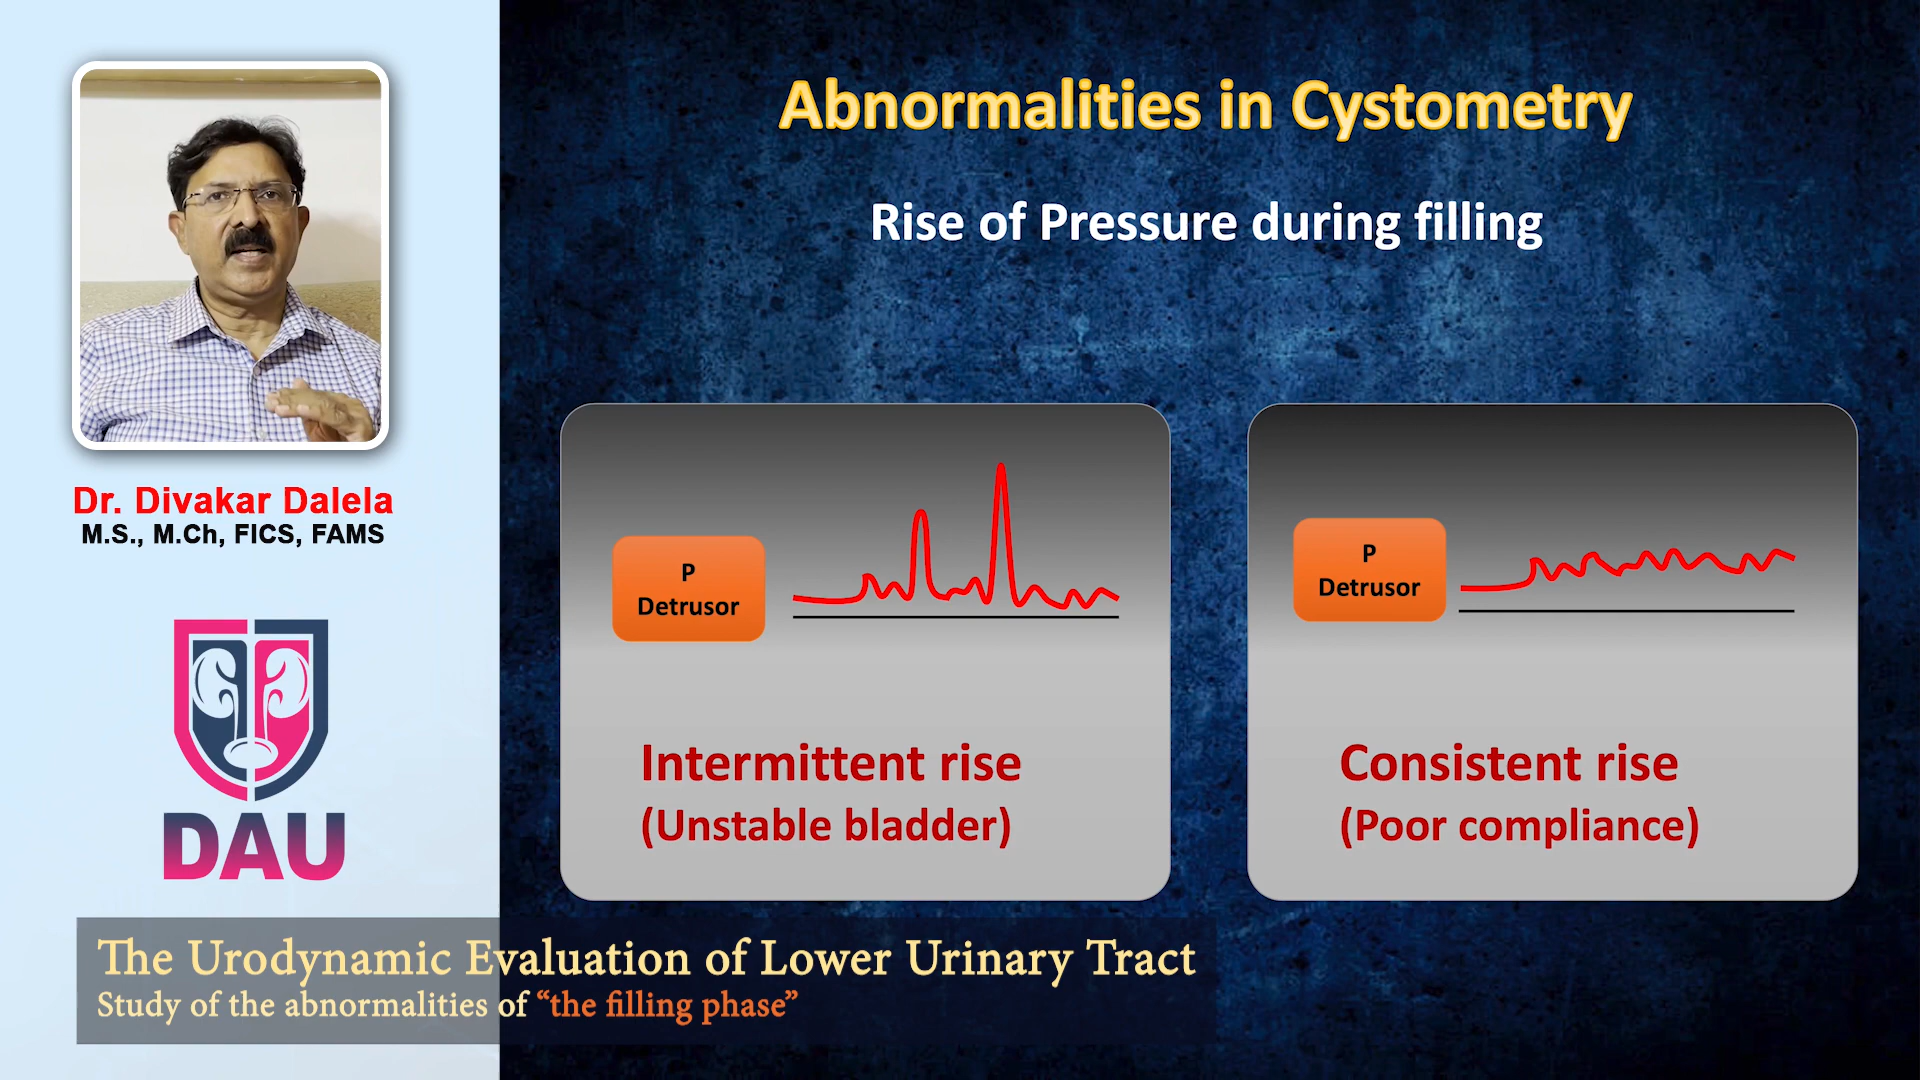 Abnormalities in Cystometry
Rise of Pressure during filling
P
Detrusor
Intermittent rise
(Unstable bladder)
P
Detrusor
Consistent rise
(Poor compliance)
Dr. Divakar Dalela
M.S., M.Ch, FICS, FAMS
DAU
The Urodynamic Evaluation of Lower Urinary Tract
Study of the abnormalities of “the filling phase”